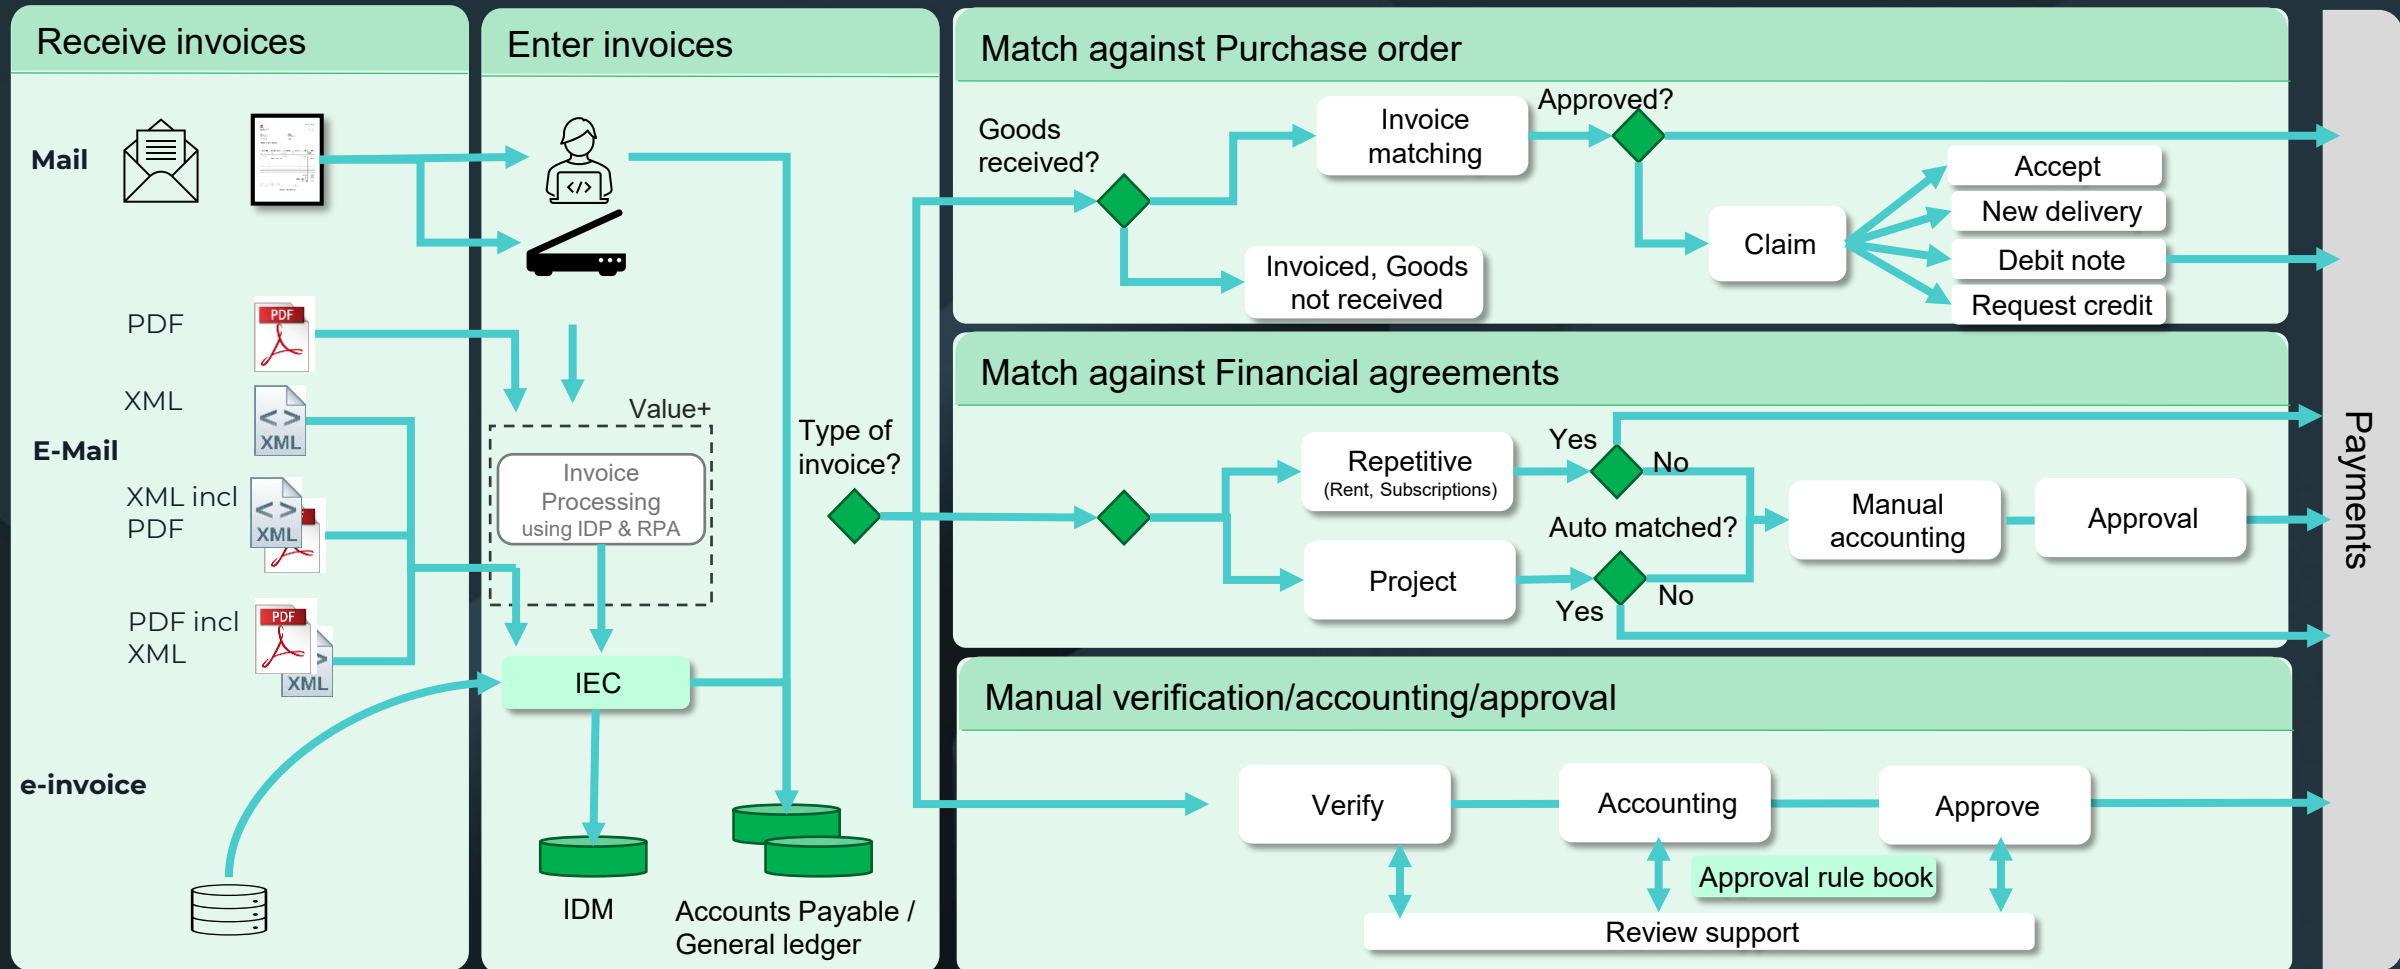 Receive invoices
Mail
PDF
PDF
XML
< >
XML
E-Mail
XML incl
PDF
< >
XML
PDF incl
XML
PDF
>
XML
e-invoice
Enter invoices
</>
Value+
Invoice
Processing
using IDP & RPA
IEC
IDM
Accounts Payable /
General ledger
Type of
invoice?
Match against Purchase order
Goods
received?
Invoice
matching
Approved?
Invoiced, Goods
not received
Claim
Accept
New delivery
Debit note
Request credit
Match against Financial agreements
Repetitive
(Rent, Subscriptions)
Yes
No
Auto matched?
Project
Yes
No
Manual
accounting
Approval
Manual verification/accounting/approval
Verify
Accounting
Approve
Approval rule book
Review support
Payments